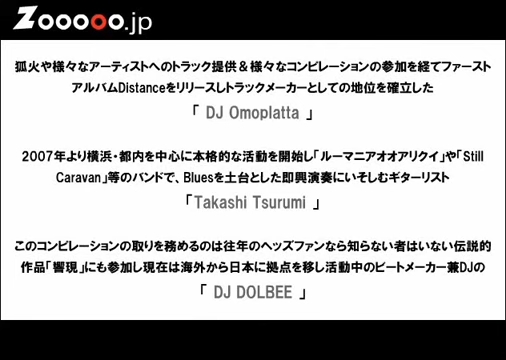 Zooooo.jp
狐火や様々なアーティストへのトラック提供＆様々なコンピレーションの参加を経てファースト
アルバムDistanceをリリースしトラックメーカーとしての地位を確立した
「 DJ Omoplatta 」
2007年より横浜・都内を中心に本格的な活動を開始し「ルーマニアオオアリクイ」や「Still
Caravan」等のバンドで、Bluesを土台とした即興演奏にいそしむギターリスト
「Takashi Tsurumi 」
このコンピレーションの取りを務めるのは往年のヘッズファンなら知らない者はいない伝説的
作品「響現」にも参加し現在は海外から日本に拠点を移し活動中のビートメーカー兼DJの
「 DJ DOLBEE 」